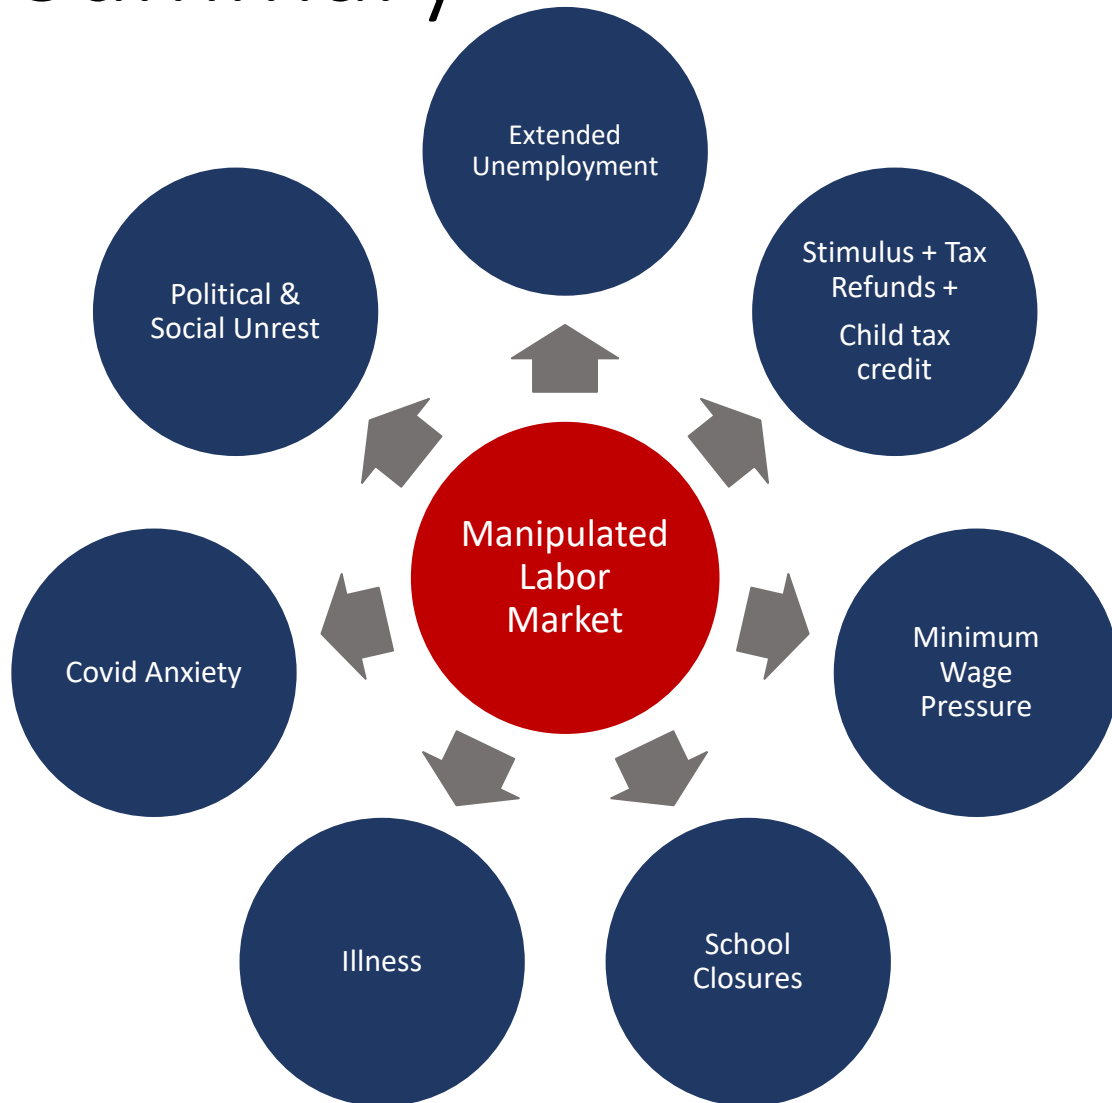 Summary
Extended
Unemployment
Stimulus + Tax
Refunds +
Child tax
credit
Political &
Social Unrest
Manipulated
Labor
Market
Minimum
Wage
Pressure
Covid Anxiety
School
Closures
Illness